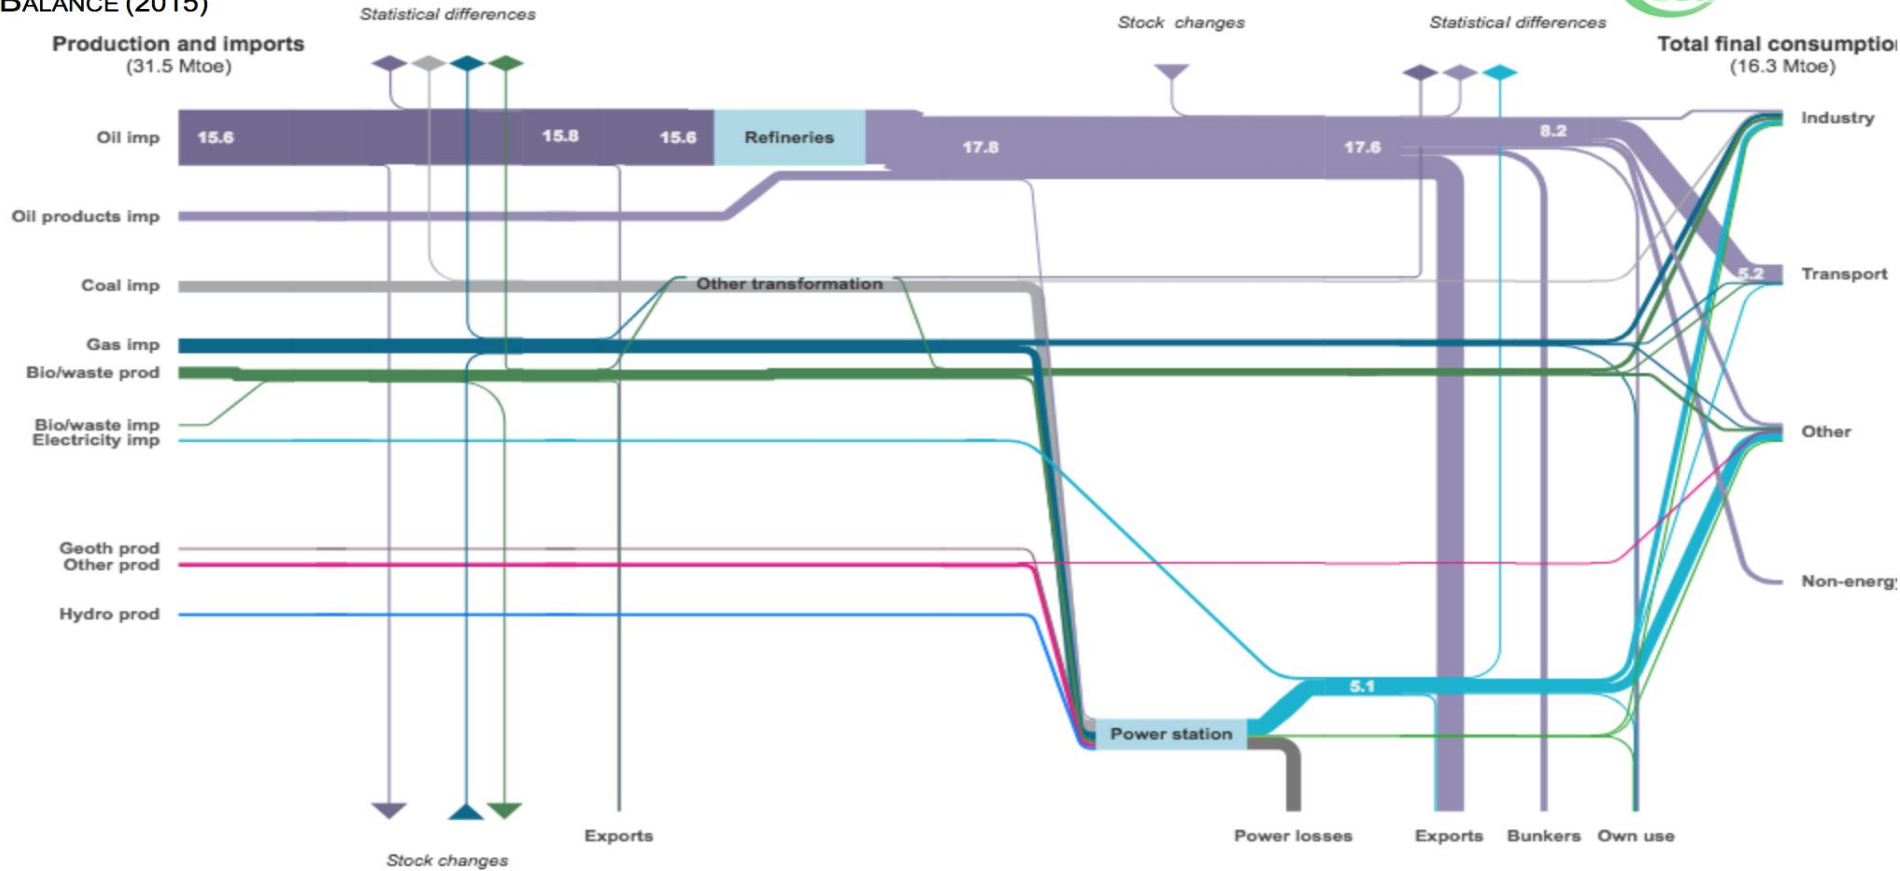 BALANCE (2015)
Statistical differences
Stock changes
Statistical differences
Production and imports
(31.5 Mtoe)
Total final consumptio
(16.3 Mtoe)
Oil imp
15.6
15.8
15.6
Refineries
17.8
17.6
8.2
Industry
Oil products imp
Coal imp
Other transformation
5.2
Transport
Gas imp
Bio/waste prod
Bio/waste imp
Electricity imp
Other
Geoth prod
Other prod
Non-energ
Hydro prod
5.1
Power station
Exports
Power losses
Exports
Bunkers
Own use
Stock changes